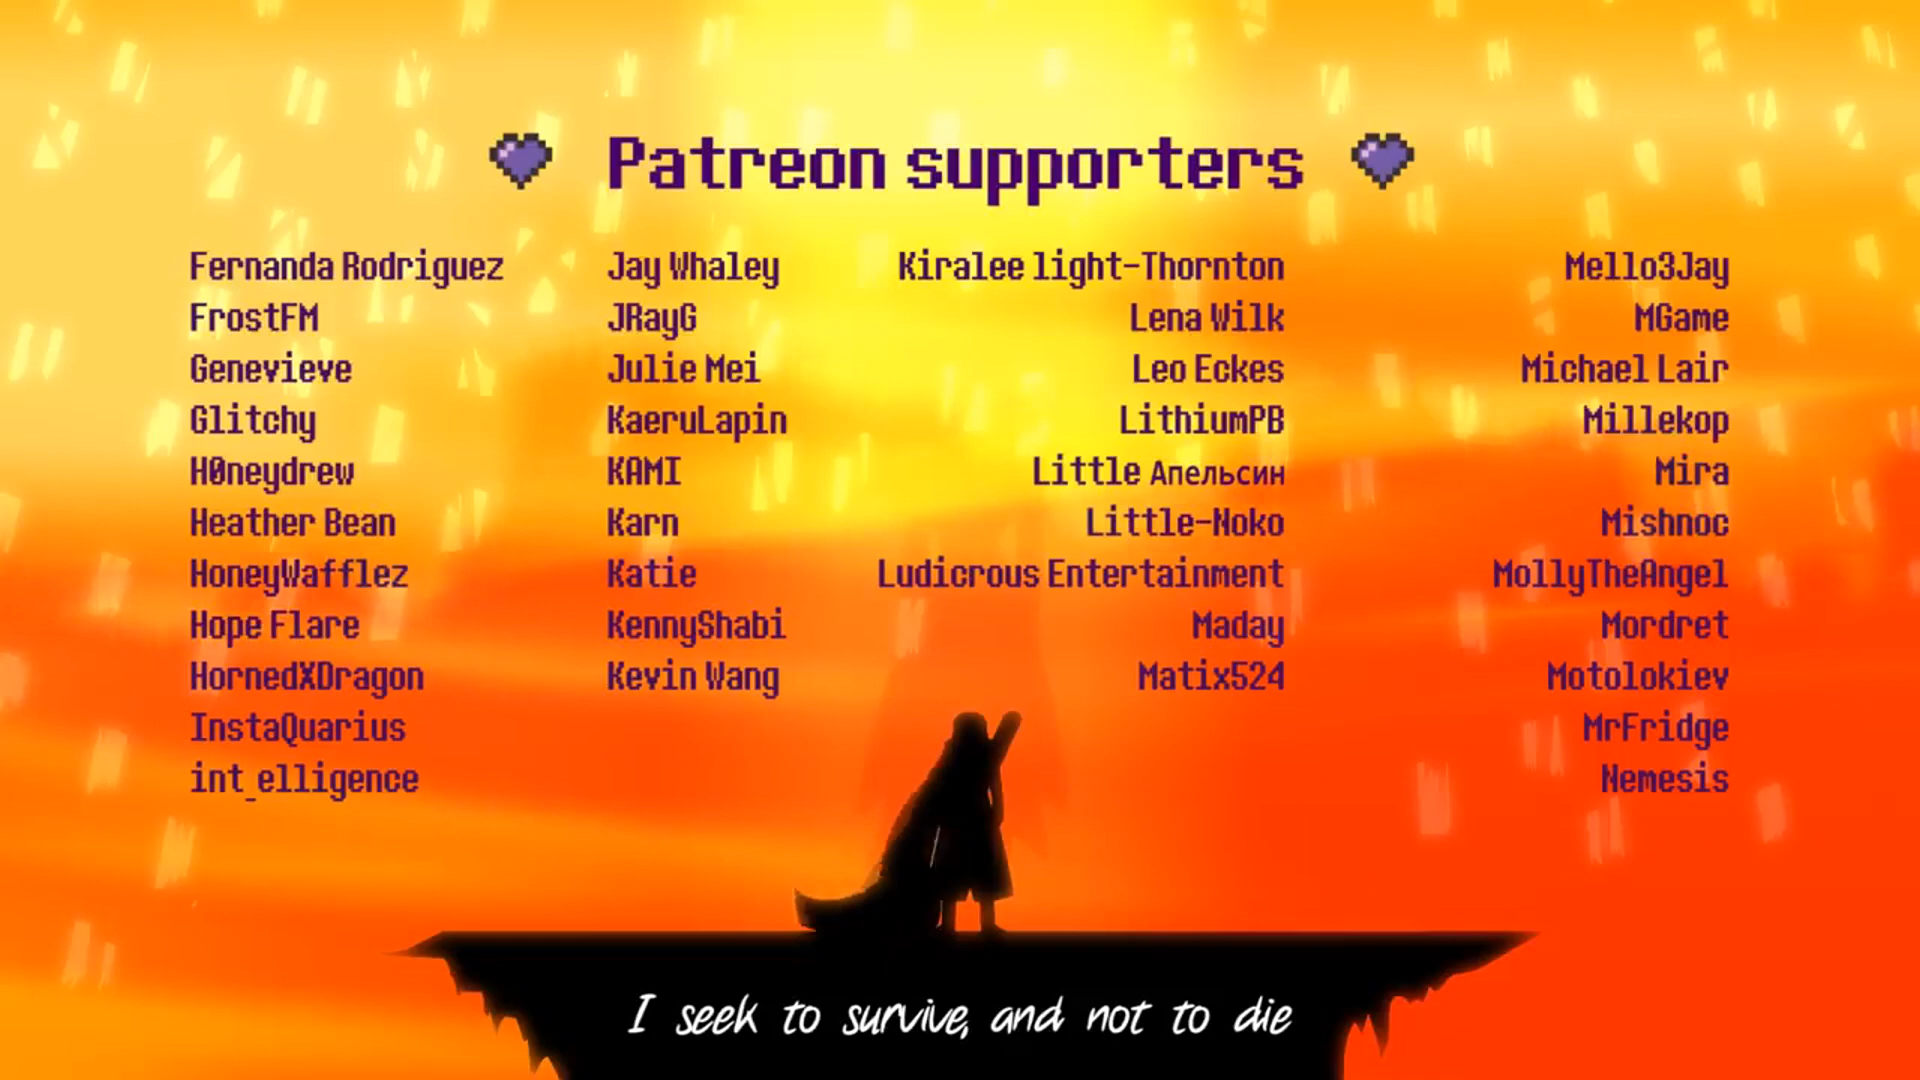 Patreon supporters
Fernanda Rodriguez
FrostFM
Genevieve
Glitchy
H0neydrew
Heather Bean
HoneyWafflez
Hope Flare
HornedXDragon
InstaQuarius
int_elligence
Jay Whaley
JRayG
Julie Mei
KaeruLapin
KAMI
Karn
Katie
KennyShabi
Kevin Wang
Kiralee light-Thornton
Lena Wilk
Leo Eckes
LithiumPB
Little Апельсин
Little-Noko
Ludicrous Entertainment
Maday
Matix524
Mello3Jay
MGame
Michael Lair
Millekop
Mira
Mishnoc
MollyTheAngel
Mordret
Motolokiev
MrFridge
Nemesis
I seek to survive, and not to die